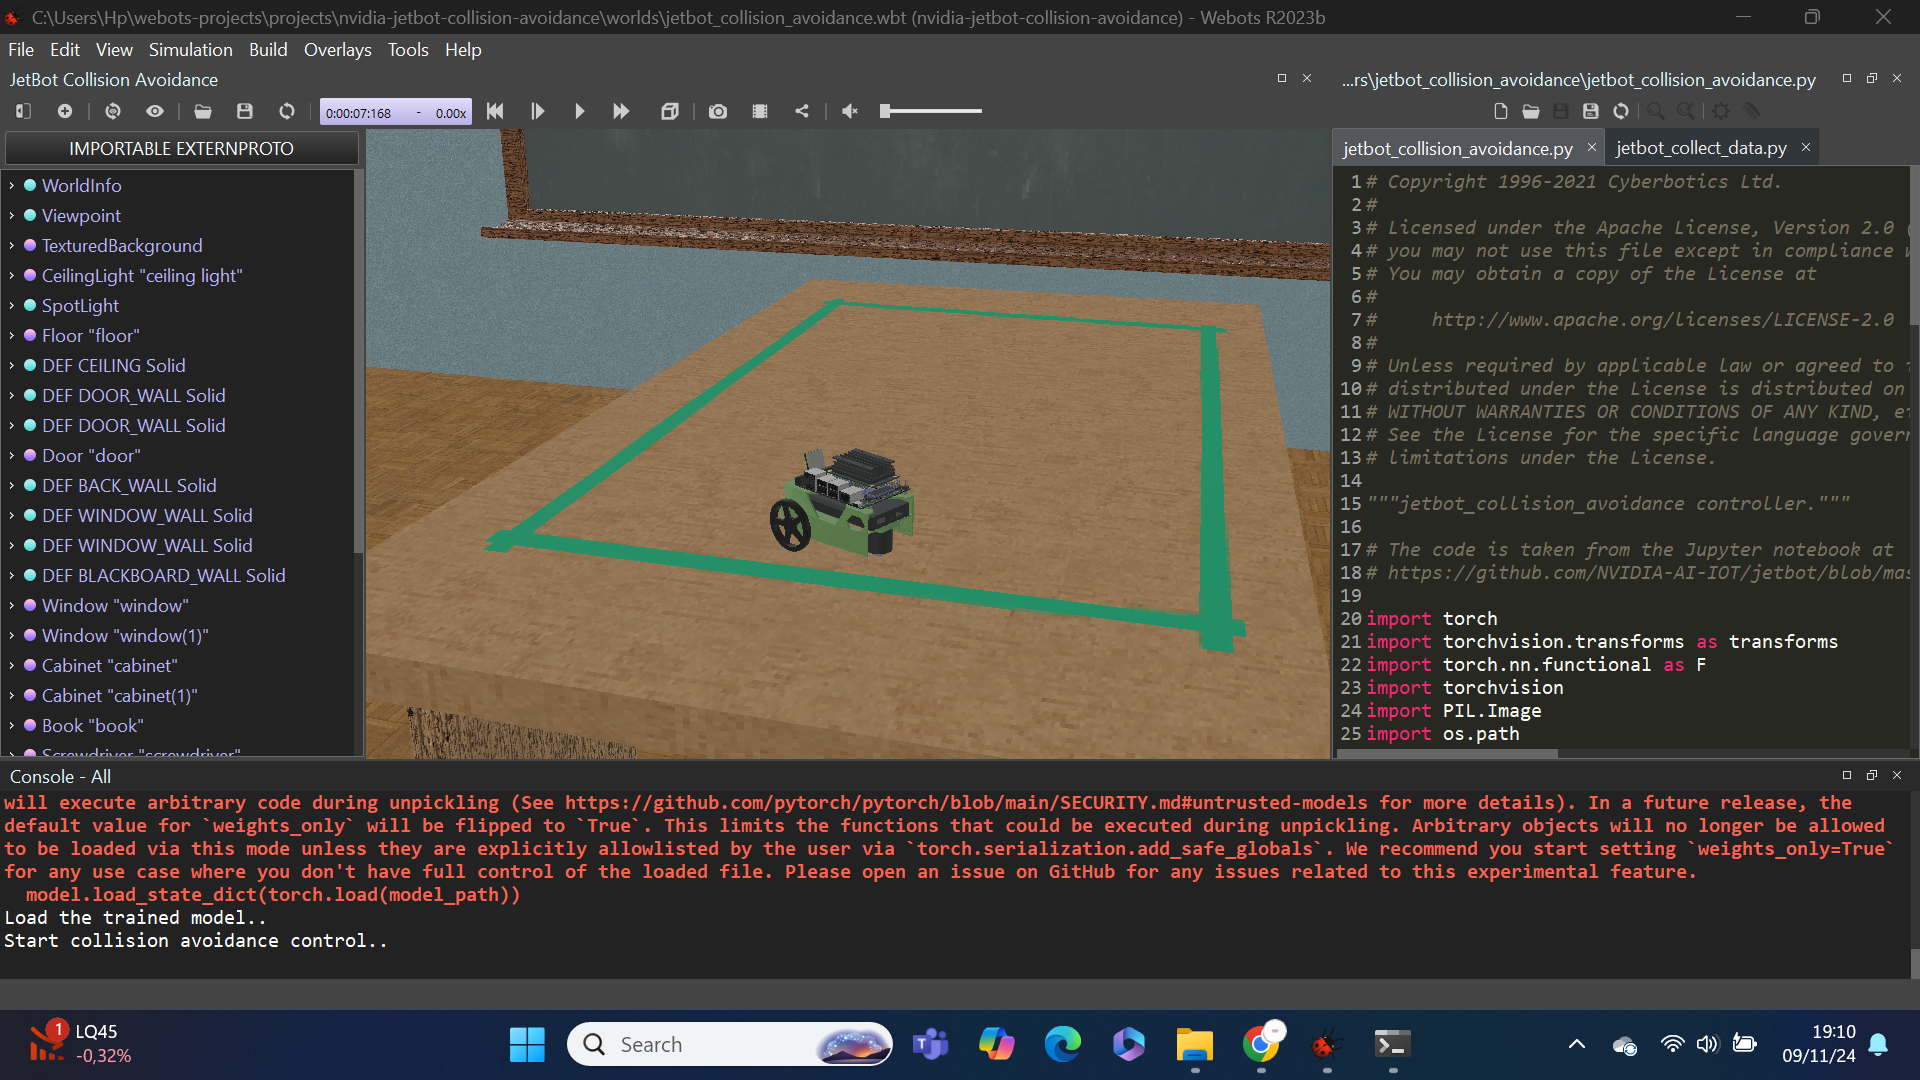 C:\Users\Hp\webots-projects\projects\nvidia-jetbot-collision-avoidance\worlds\jetbot_collision_avoidance.wbt (nvidia-jetbot-collision-avoidance) - Webots R2023b
File Edit View Simulation Build Overlays Tools Help
JetBot Collision Avoidance
...rs\jetbot_collision_avoidance\jetbot_collision_avoidance.py
0:00:07:168 - 0.00x
IMPORTABLE EXTERNPROTO
WorldInfo
Viewpoint
TexturedBackground
CeilingLight "ceiling light"
SpotLight
Floor "floor"
DEF CEILING Solid
DEF DOOR_WALL Solid
DEF DOOR_WALL Solid
Door "door"
DEF BACK_WALL Solid
DEF WINDOW_WALL Solid
DEF WINDOW_WALL Solid
DEF BLACKBOARD_WALL Solid
Window "window"
Window "window(1)"
Cabinet "cabinet"
Cabinet "cabinet(1)"
Book "book"
Screwdriver "screwdriver"
jetbot_collision_avoidance.py jetbot_collect_data.py
1 # Copyright 1996-2021 Cyberbotics Ltd.
2 #
3 # Licensed under the Apache License, Version 2.0 (
4 # you may not use this file except in compliance
5 # You may obtain a copy of the License at
6 #
7 # http://www.apache.org/licenses/LICENSE-2.0
8 #
9 # Unless required by applicable law or agreed to
10 # distributed under the License is distributed on
11 # WITHOUT WARRANTIES OR CONDITIONS OF ANY KIND,
12 # See the License for the specific language gover
13 # limitations under the License.
14
15 """jetbot_collision_avoidance controller."""
16
17 # The code is taken from the Jupyter notebook at
18 # https://github.com/NVIDIA-AI-IOT/jetbot/blob/mas
19
20 import torch
21 import torchvision.transforms as transforms
22 import torch.nn.functional as F
23 import torchvision
24 import PIL.Image
25 import os.path
Console - All
will execute arbitrary code during unpickling (See https://github.com/pytorch/pytorch/blob/main/SECURITY.md#untrusted-models for more details). In a future release, the
default value for `weights_only` will be flipped to `True`. This limits the functions that could be executed during unpickling. Arbitrary objects will no longer be allowed
to be loaded via this mode unless they are explicitly allowlisted by the user via `torch.serialization.add_safe_globals`. We recommend you start setting `weights_only=True`
for any use case where you don't have full control of the loaded file. Please open an issue on GitHub for any issues related to this experimental feature.
model.load_state_dict(torch.load(model_path))
Load the trained model..
Start collision avoidance control..
1
LQ45
-0,32%
Search
19:10
09/11/24